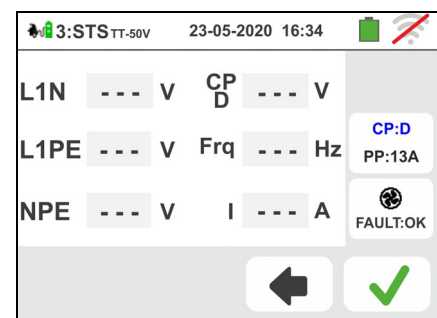 3:STS TT-50V 23-05-2020 16:34
L1N - - - V CP D - - - V
L1PE - - - V Frq - - - Hz
NPE - - - V I - - - A
CP:D
PP:13A
FAULT:OK